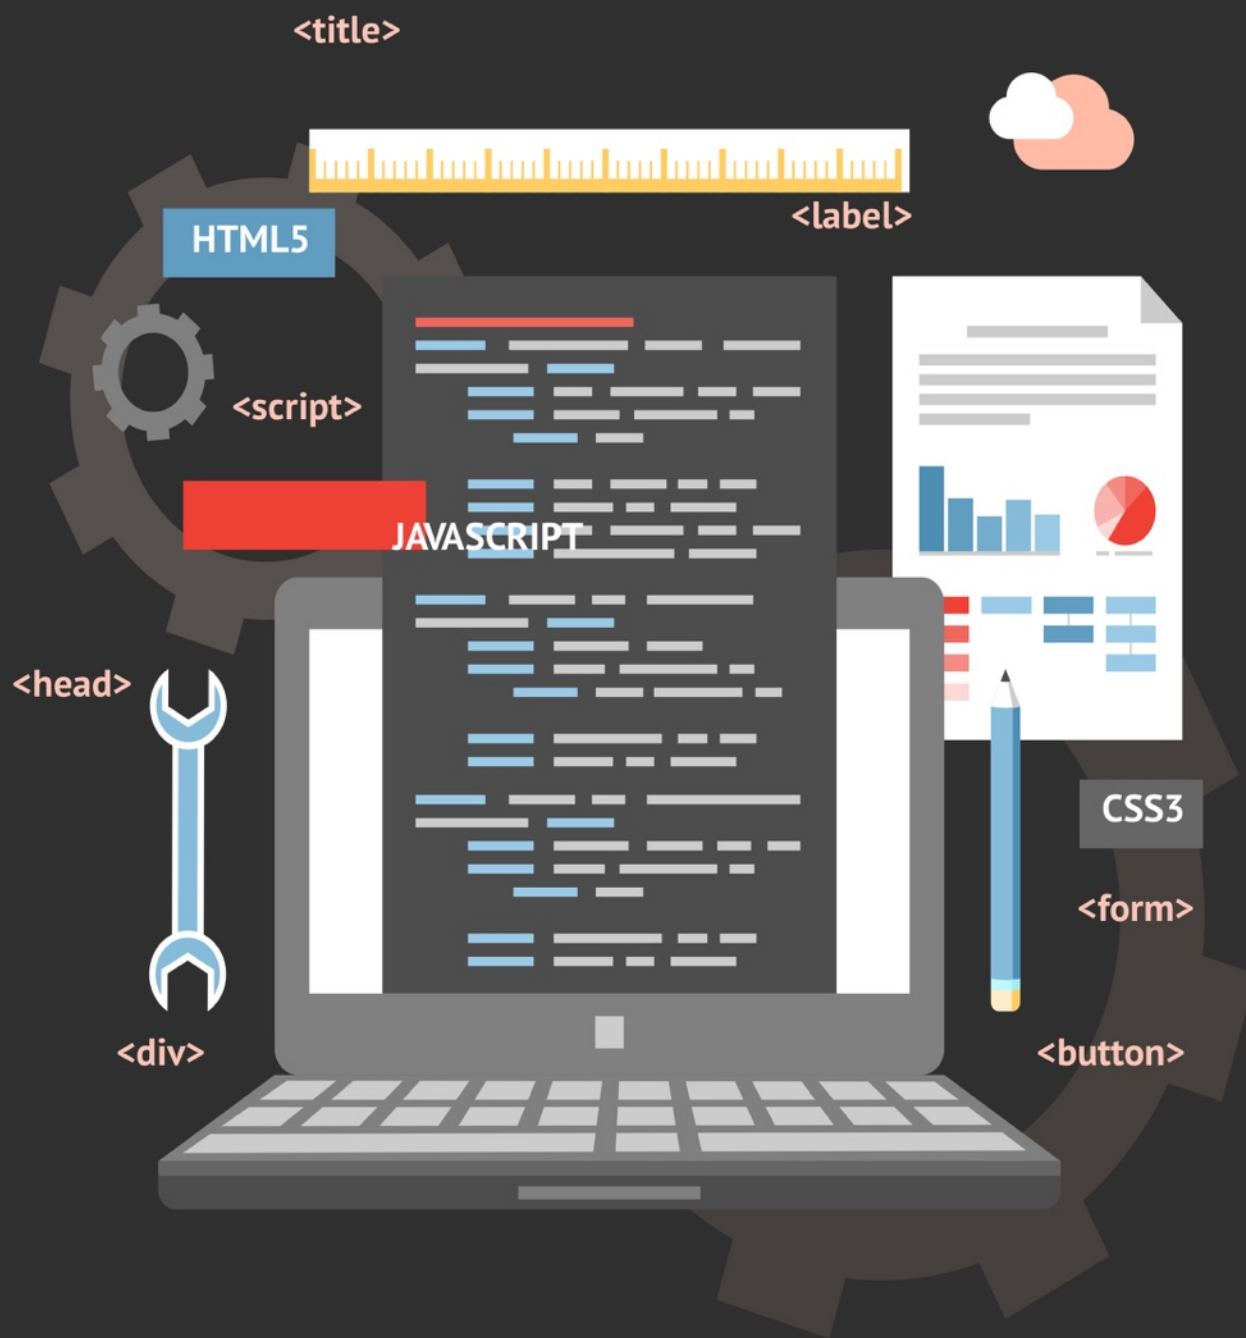 <title>
<label>
HTML5
<script>
JAVASCRIPT
<head>
CSS3
<form>
<div>
<button>